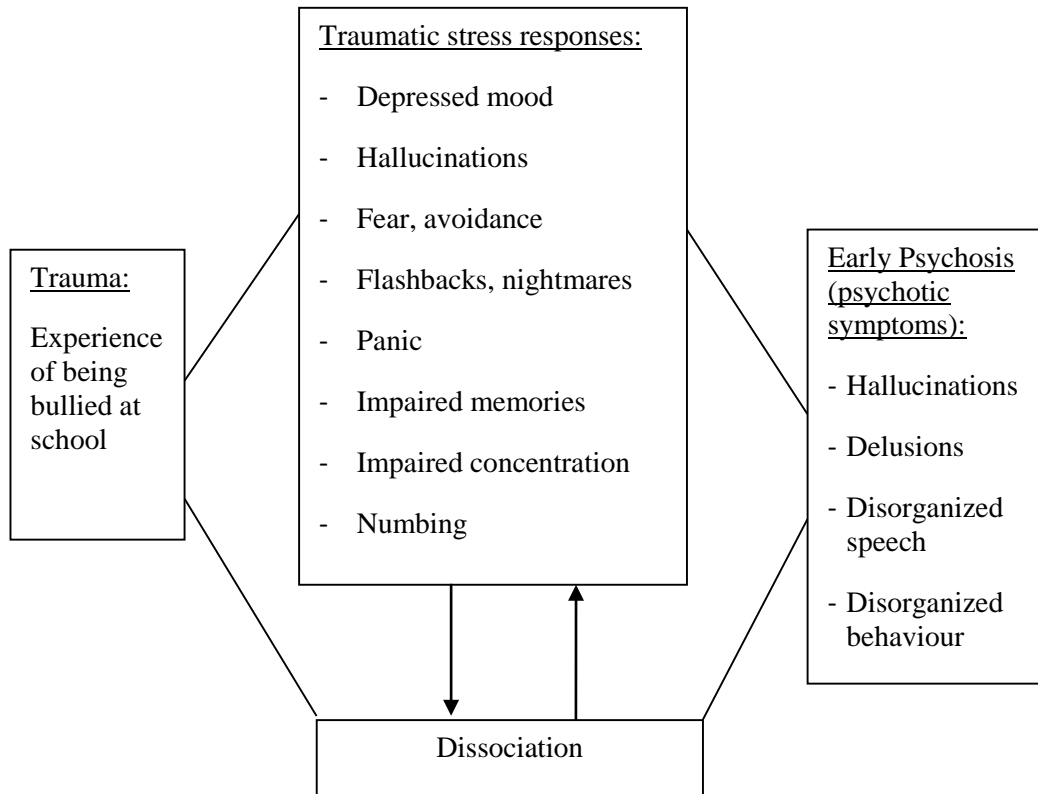 Traumatic stress responses:
- Depressed mood
- Hallucinations
- Fear, avoidance
- Flashbacks, nightmares
- Panic
- Impaired memories
- Impaired concentration
- Numbing
Trauma:
Experience
of being
bullied at
school
Early Psychosis
(psychotic
symptoms):
- Hallucinations
- Delusions
- Disorganized
speech
- Disorganized
behaviour
Dissociation